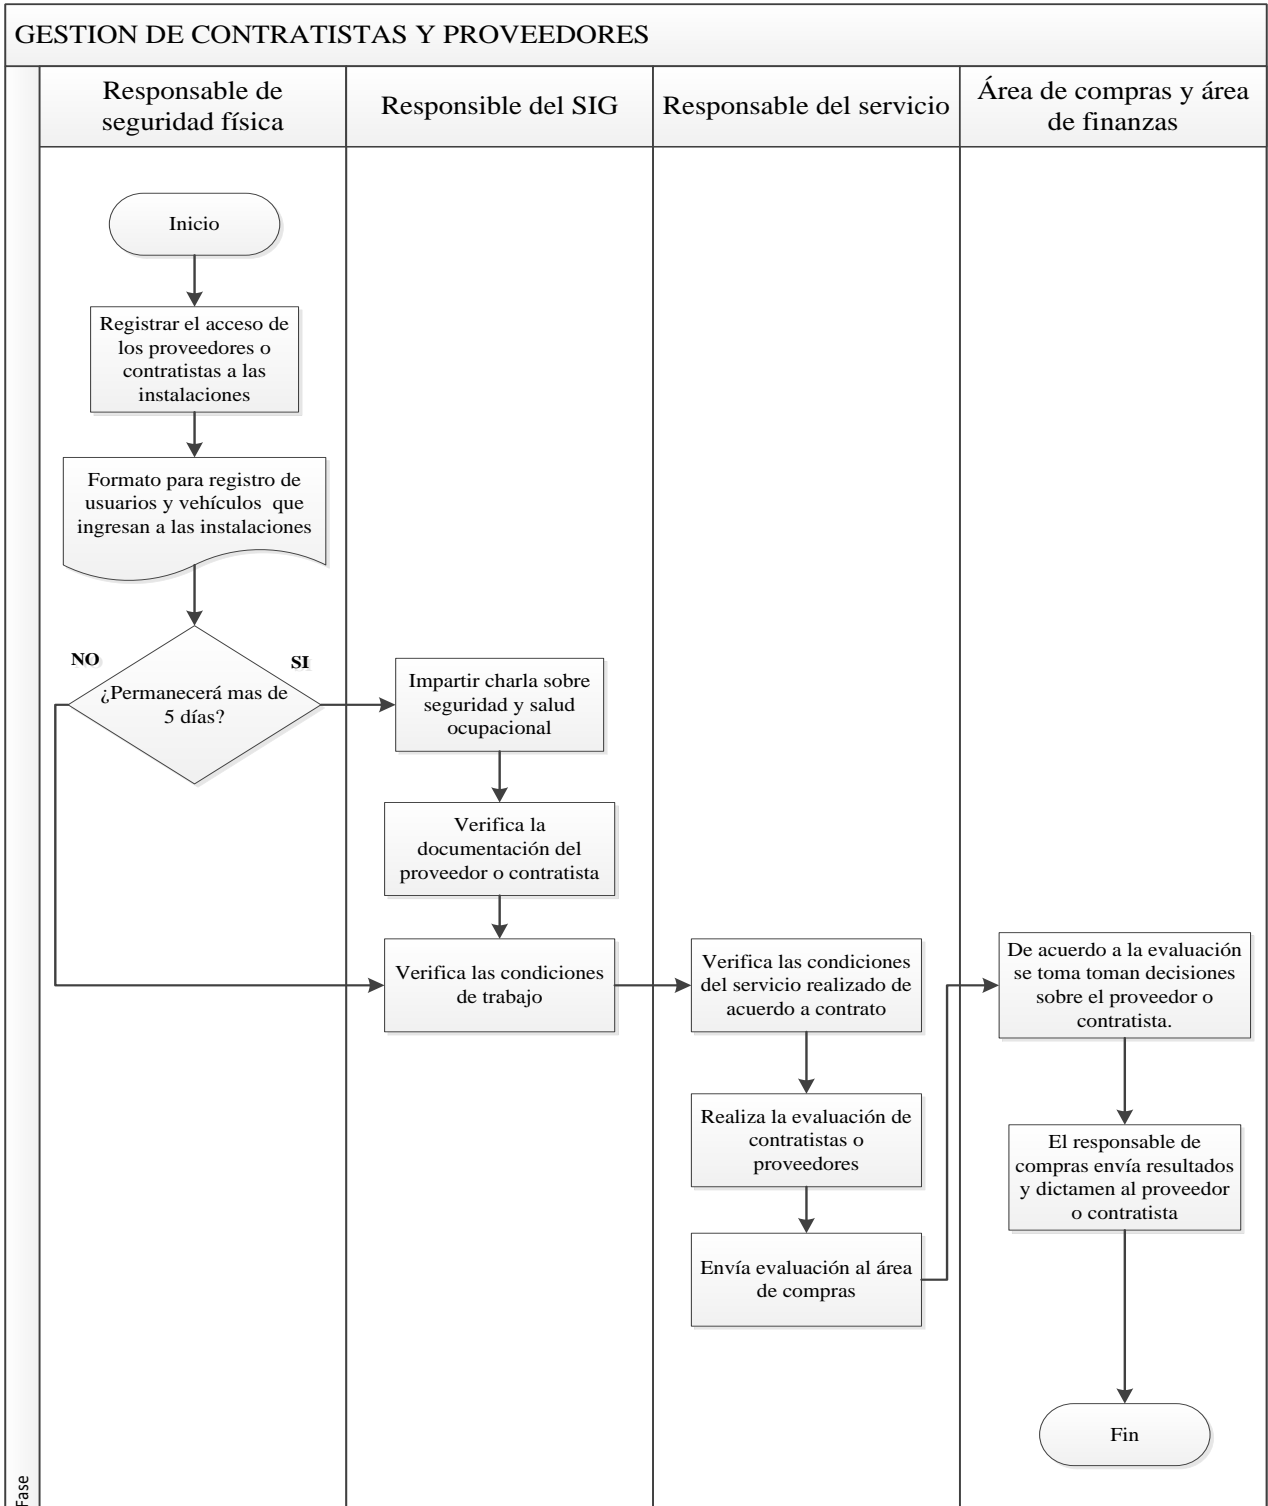 GESTION DE CONTRATISTAS Y PROVEEDORES
Responsable de
seguridad física
Responsible del SIG
Responsable del servicio
Área de compras y área
de finanzas
Inicio
Registrar el acceso de
los proveedores o
contratistas a las
instalaciones
Formato para registro de
usuarios y vehículos que
ingresan a las instalaciones
NO
SI
¿Permanecerá mas de
5 días?
Impartir charla sobre
seguridad y salud
ocupacional
Verifica la
documentación del
proveedor o contratista
Verifica las condiciones
de trabajo
Verifica las condiciones
del servicio realizado de
acuerdo a contrato
Realiza la evaluación de
contratistas o
proveedores
Envía evaluación al área
de compras
De acuerdo a la evaluación
se toma toman decisiones
sobre el proveedor o
contratista.
El responsable de
compras envía resultados
y dictamen al proveedor
o contratista
Fin
Fase